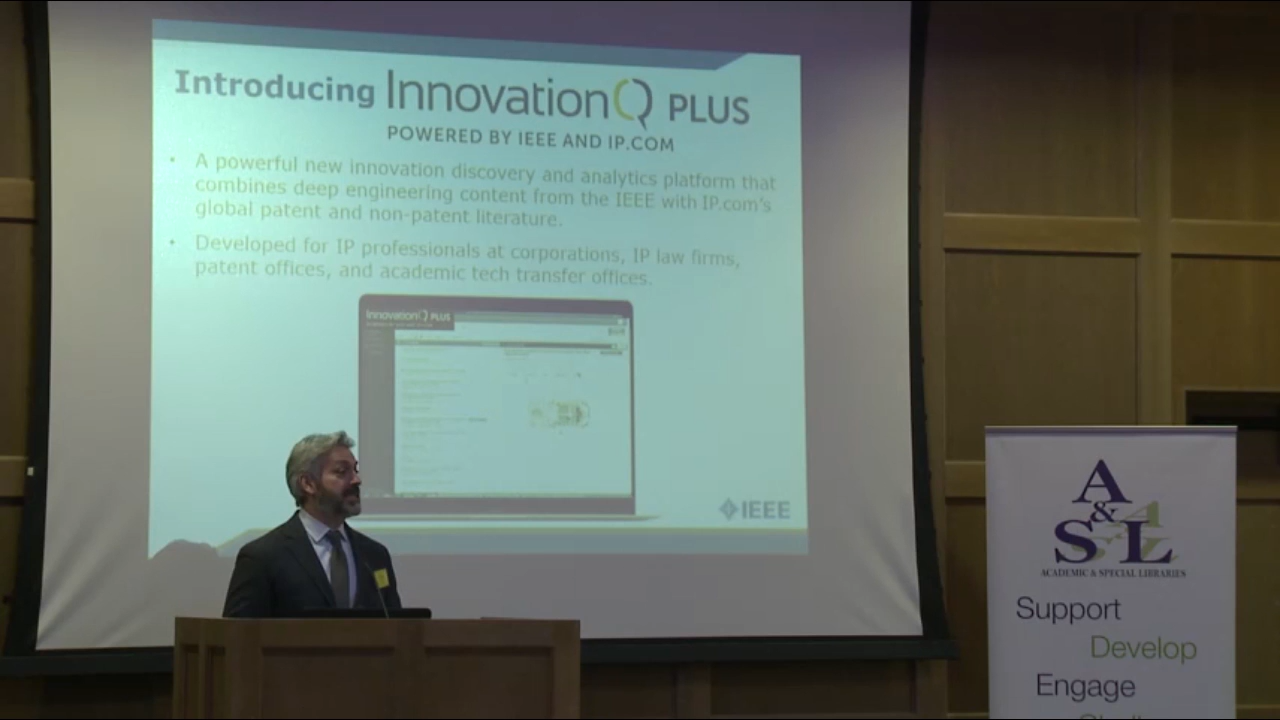 Introducing InnovationQ PLUS
POWERED BY IEEE AND IP.COM
• A powerful new innovation discovery and analytics platform that
combines deep engineering content from the IEEE with IP.com's
global patent and non-patent literature.
• Developed for IP professionals at corporations, IP law firms,
patent offices, and academic tech transfer offices.
InnovationQ PLUS
IEEE
A
&
SL
ACADEMIC & SPECIAL LIBRARIES
Support
Develop
Engage